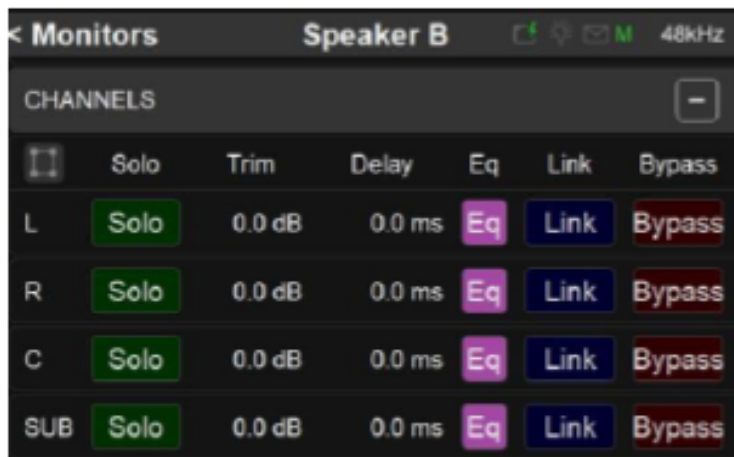 < Monitors Speaker B M 48kHz
CHANNELS −
Solo Trim Delay Eq Link Bypass
L Solo 0.0 dB 0.0 ms Eq Link Bypass
R Solo 0.0 dB 0.0 ms Eq Link Bypass
C Solo 0.0 dB 0.0 ms Eq Link Bypass
SUB Solo 0.0 dB 0.0 ms Eq Link Bypass